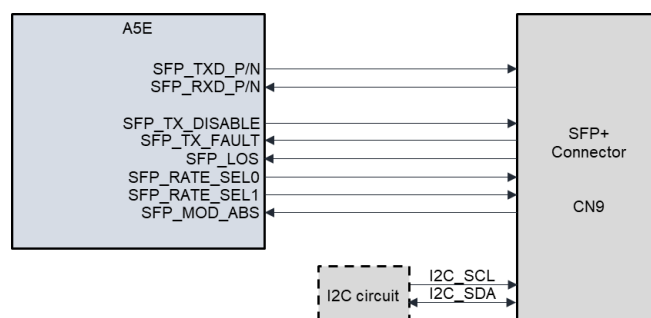 A5E
SFP_TXD_P/N
SFP_RXD_P/N
SFP_TX_DISABLE
SFP_TX_FAULT
SFP_LOS
SFP_RATE_SEL0
SFP_RATE_SEL1
SFP_MOD_ABS
SFP+
Connector
CN9
I2C circuit
I2C_SCL
I2C_SDA